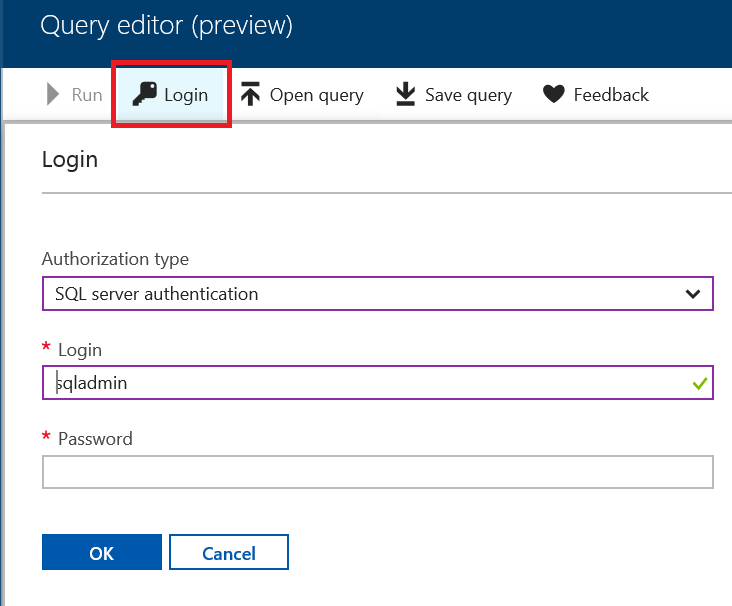 Query editor (preview)
Run Login Open query Save query Feedback
Login
Authorization type
SQL server authentication
* Login
sqladmin
* Password
OK Cancel